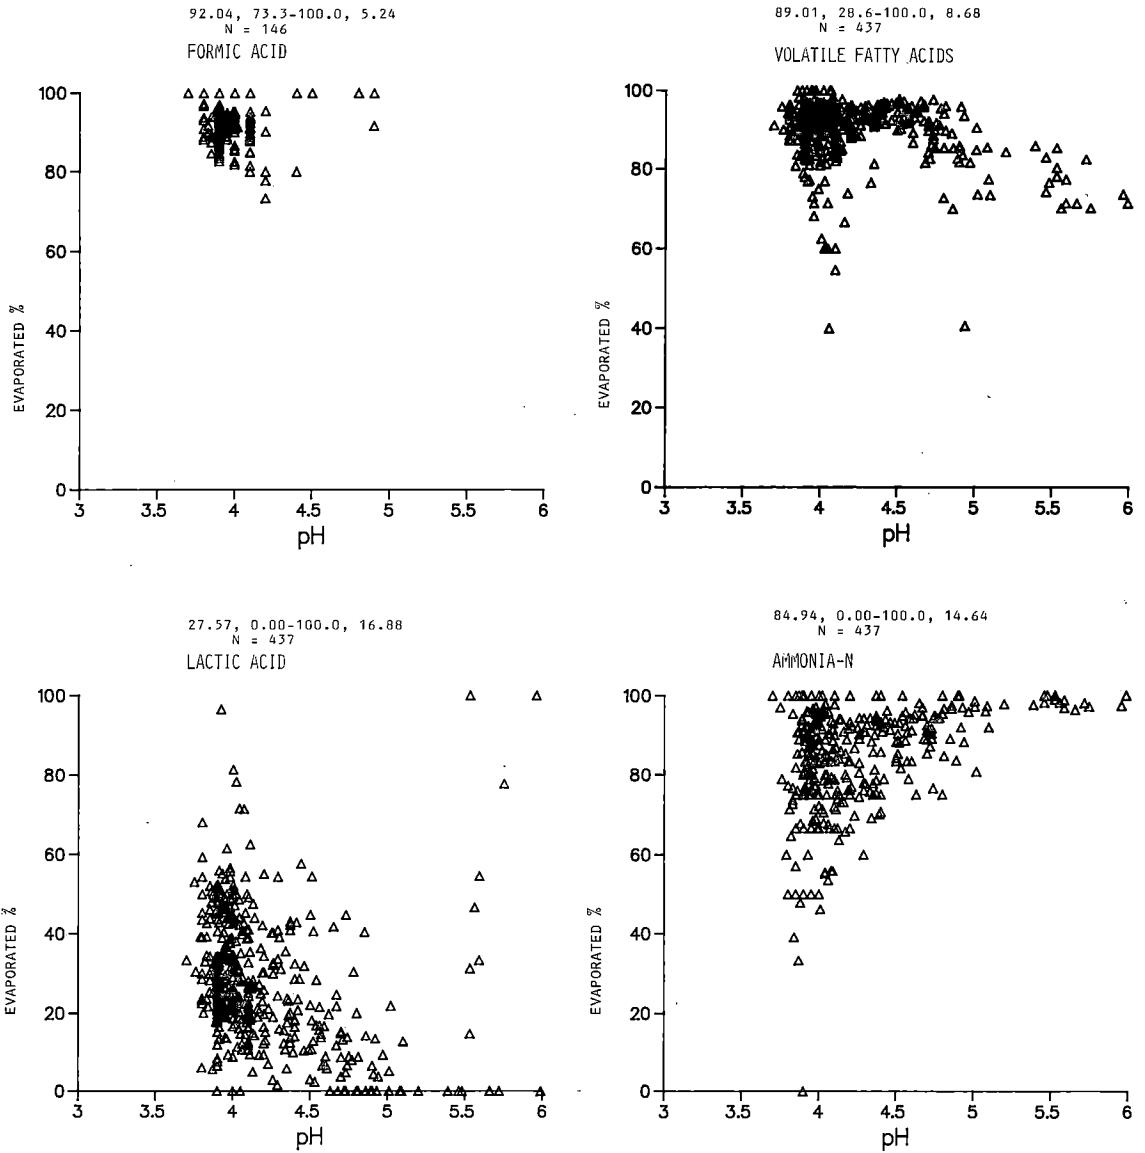 92.04, 73.3-100.0, 5.24
N = 146
FORMIC ACID
100
80
60
40
20
0
EVAPORATED %
3 3.5 4 4.5 5 5.5 6
pH
89.01, 28.6-100.0, 8.68
N = 437
VOLATILE FATTY ACIDS
100
80
60
40
20
0
EVAPORATED %
3 3.5 4 4.5 5 5.5 6
pH
27.57, 0.00-100.0, 16.88
N = 437
LACTIC ACID
100
80
60
40
20
0
EVAPORATED %
3 3.5 4 4.5 5 5.5 6
pH
84.94, 0.00-100.0, 14.64
N = 437
AMMONIA-N
100
80
60
40
20
0
EVAPORATED %
3 3.5 4 4.5 5 5.5 6
pH